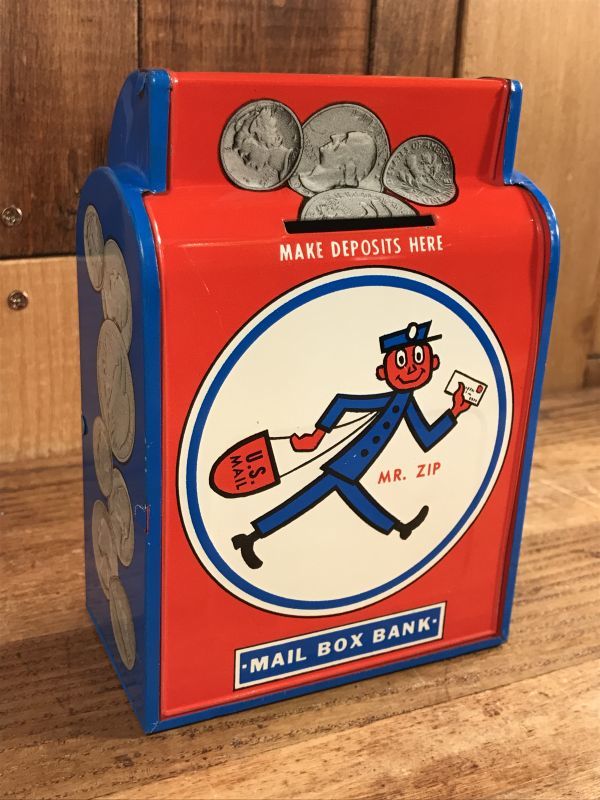 MAKE DEPOSITS HERE
U.S.
MAIL
MR. ZIP
·MAIL BOX BANK·